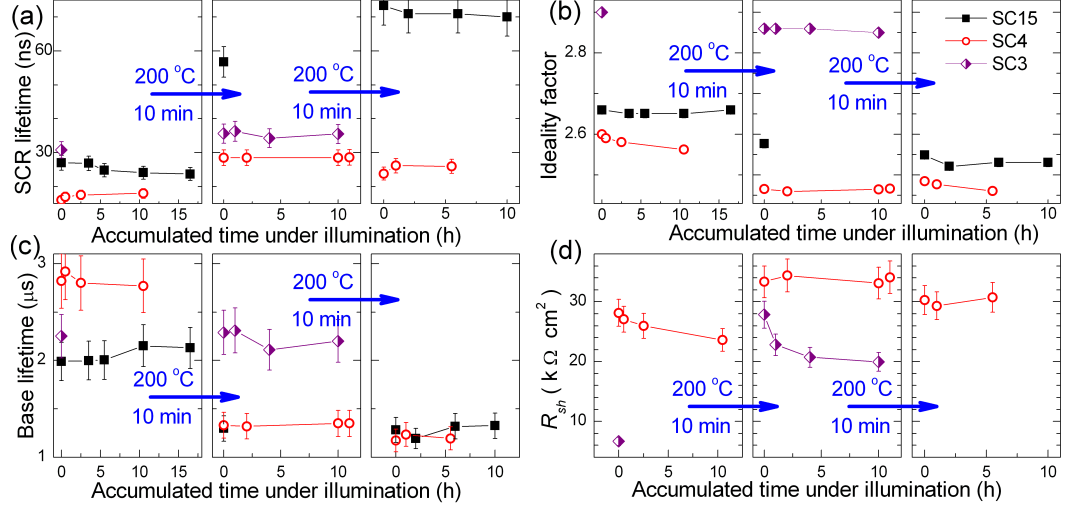 (a)
SCR lifetime (ns)
60
30
200 °C
10 min
200 °C
10 min
0 5 10 15 0 5 10 0 5 10
Accumulated time under illumination (h)
(b)
Ideality factor
2.8
2.6
200 °C
10 min
200 °C
10 min
SC15
SC4
SC3
0 5 10 15 0 5 10 0 5 10
Accumulated time under illumination (h)
(c)
Base lifetime (μs)
3
2
1
200 °C
10 min
200 °C
10 min
0 5 10 15 0 5 10 0 5 10
Accumulated time under illumination (h)
(d)
Rsh ( k Ω cm²)
30
20
10
200 °C
10 min
200 °C
10 min
0 5 10 0 5 10 0 5 10
Accumulated time under illumination (h)